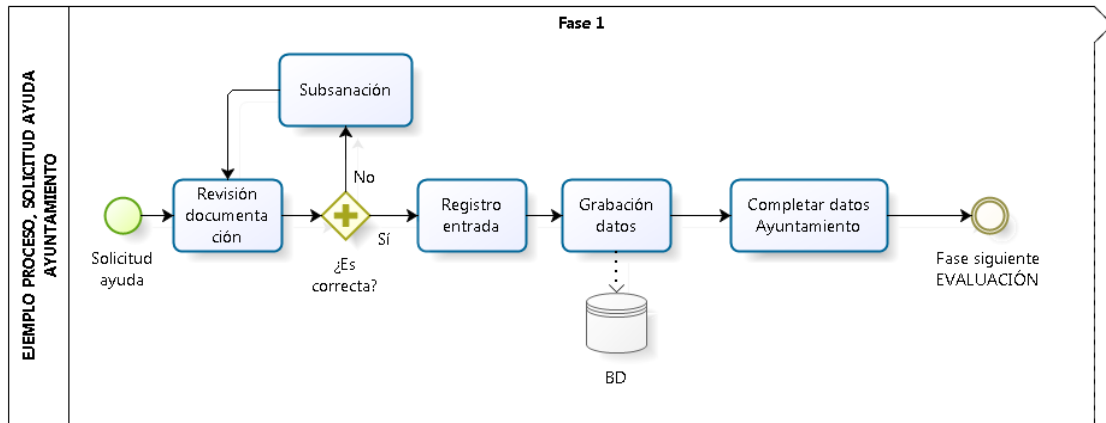 EJEMPLO PROCESO, SOLICITUD AYUDA
AYUNTAMIENTO
Fase 1
Subsanación
No
Solicitud
ayuda
Revisión
documenta
ción
¿Es
correcta?
Sí
Registro
entrada
Grabación
datos
BD
Completar datos
Ayuntamiento
Fase siguiente
EVALUACIÓN